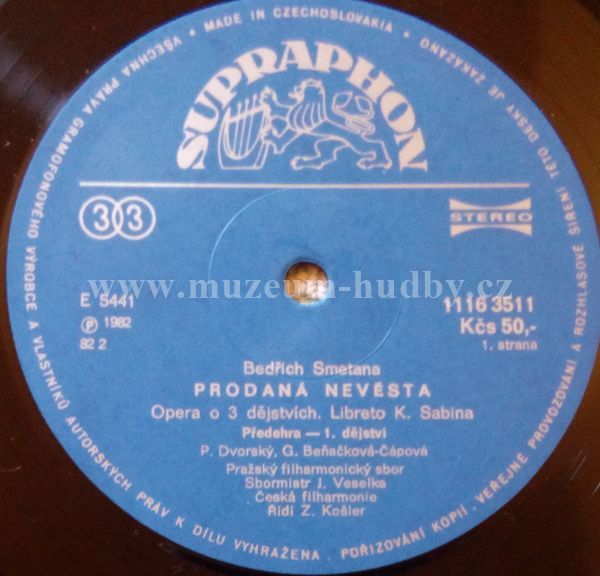 VŠECHNA PRÁVA GRAMOFONOVÉHO VÝROBCE A VLASTNÍKŮ AUTORSKÝCH PRÁV K DÍLU VYHRAŽENA. POŘIZOVÁNÍ KOPIÍ, VEŘEJNÉ PROVOZOVÁNÍ A ROZHLASOVÉ ŠÍŘENÍ TÉTO DESKY JE ZAKÁZÁNO • MADE IN CZECHOSLOVAKIA •
SUPRAPHON
33
STEREO
www.muzeum-hudby.cz
E 5441
Ⓟ 1982
82 2
1116 3511
Kčs 50,-
1. strana
Bedřich Smetana
PRODANÁ NEVĚSTA
Opera o 3 dějstvích. Libreto K. Sabina
Předehra — 1. dějství
P. Dvorský, G. Beňačková-Čápová
Pražský filharmonický sbor
Sbormistr J. Veselka
Česká filharmonie
Řídí Z. Košler